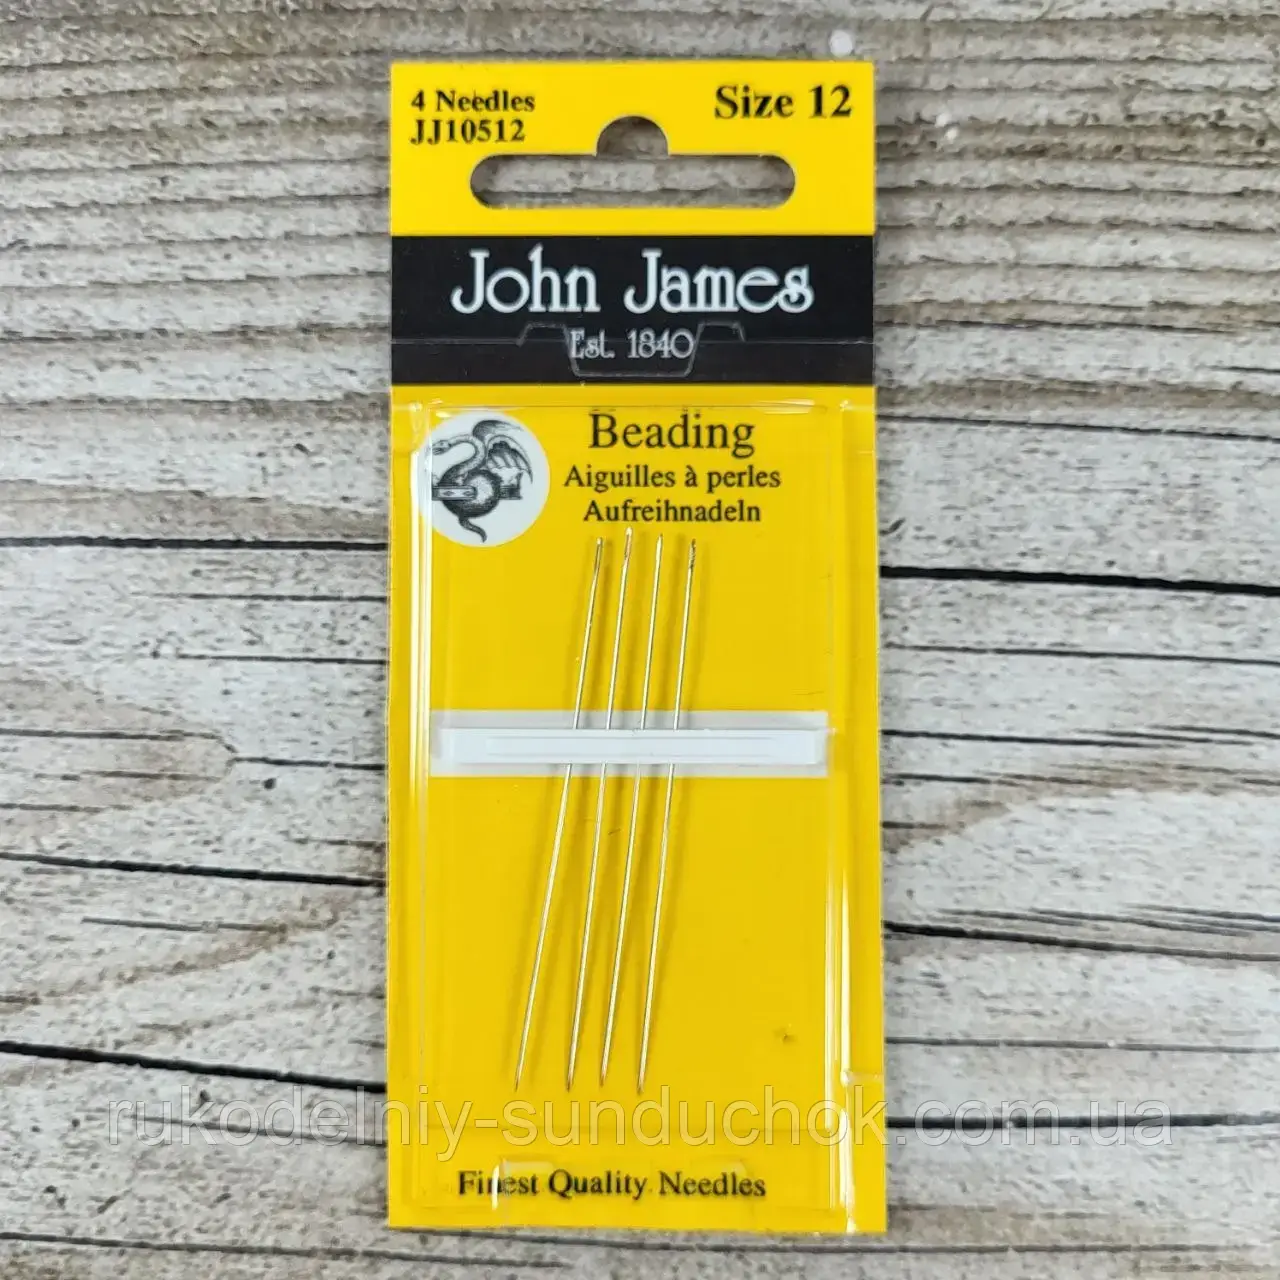 4 Needles
JJ10512
Size 12
John James
Est. 1840
Beading
Aiguilles à perles
Aufreihnadeln
rukodelniy-sunduchok.com.ua
Finest Quality Needles